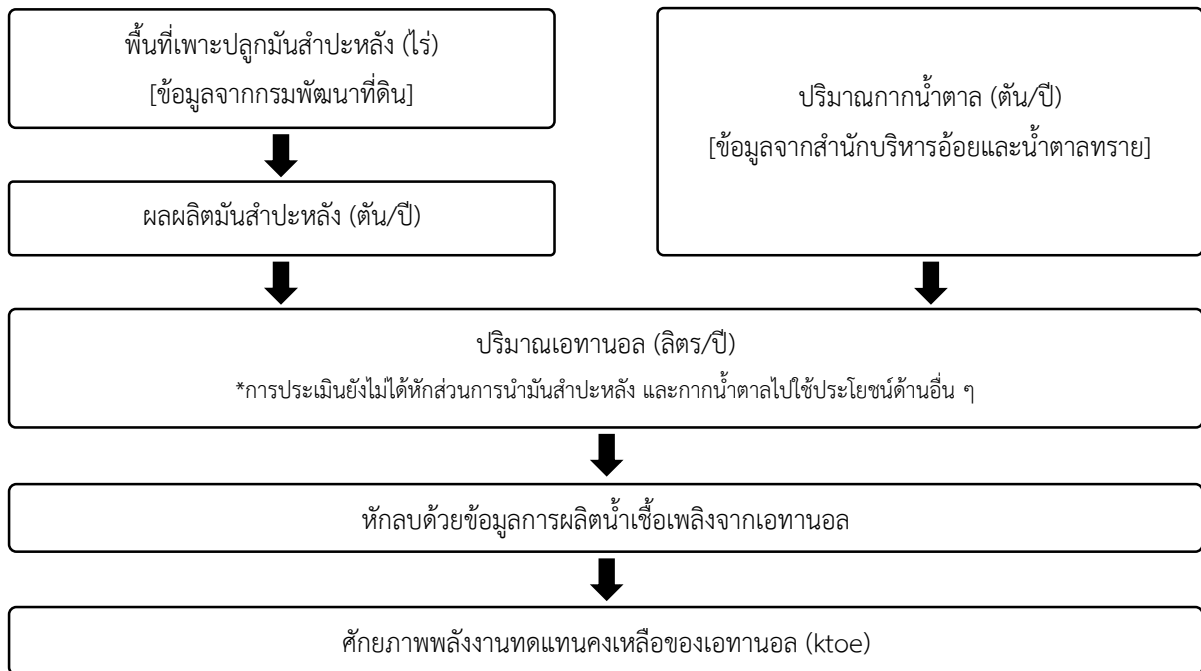 พื้นที่เพาะปลูกมันสำปะหลัง (ไร่)
[ข้อมูลจากกรมพัฒนาที่ดิน]
ผลผลิตมันสำปะหลัง (ตัน/ปี)
ปริมาณกากน้ำตาล (ตัน/ปี)
[ข้อมูลจากสำนักบริหารอ้อยและน้ำตาลทราย]
ปริมาณเอทานอล (ลิตร/ปี)
*การประเมินยังไม่ได้หักส่วนการนำมันสำปะหลัง และกากน้ำตาลไปใช้ประโยชน์ด้านอื่น ๆ
หักลบด้วยข้อมูลการผลิตน้ำเชื้อเพลิงจากเอทานอล
ศักยภาพพลังงานทดแทนคงเหลือของเอทานอล (ktoe)